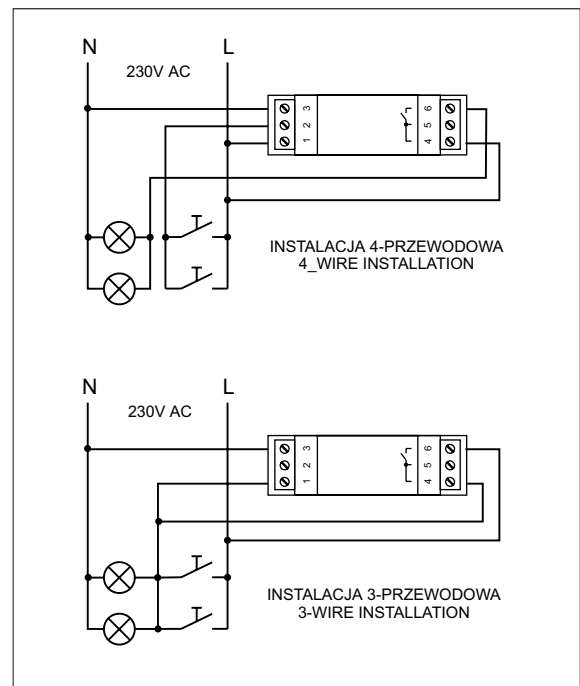 N L
230V AC
3 6
2 5
1 4
INSTALACJA 4-PRZEWODOWA
4_WIRE INSTALLATION
N L
230V AC
3 6
2 5
1 4
INSTALACJA 3-PRZEWODOWA
3-WIRE INSTALLATION